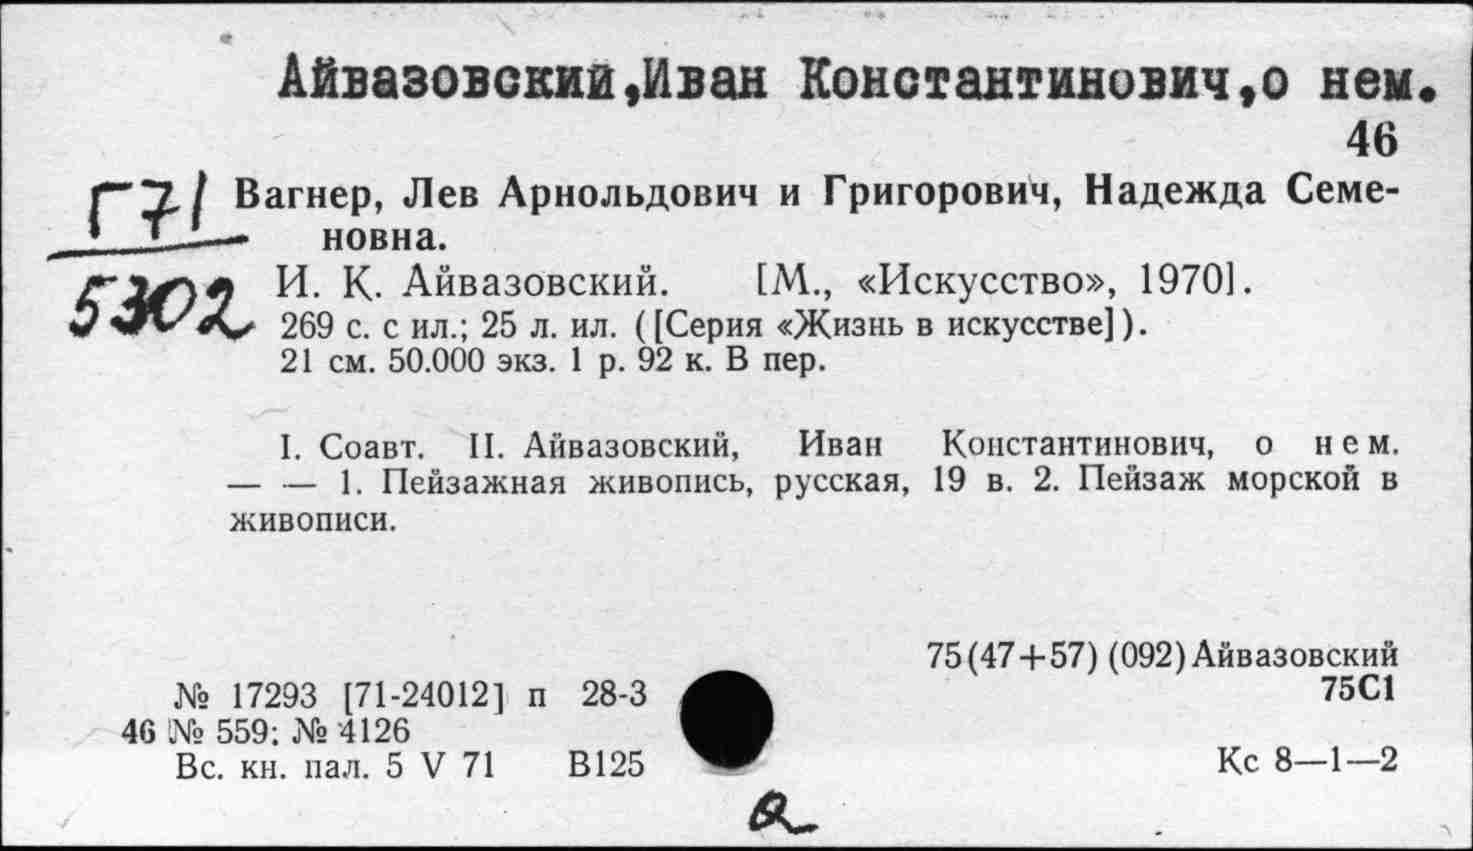 Айвазовский,Иван Константинович,о нем.
46
Г71
5302
Вагнер, Лев Арнольдович и Григорович, Надежда Семе-
новна.
И. К. Айвазовский. [М., «Искусство», 1970].
269 с. с ил.; 25 л. ил. ([Серия «Жизнь в искусстве]).
21 см. 50.000 экз. 1 р. 92 к. В пер.
I. Соавт. II. Айвазовский, Иван Константинович, о нем.
— — 1. Пейзажная живопись, русская, 19 в. 2. Пейзаж морской в
живописи.
75(47+57)(092)Айвазовский
№ 17293 [71-24012] п 28-3
75С1
46 № 559; № 4126
Вс. кн. пал. 5 V 71 В125
Кс 8—1—2